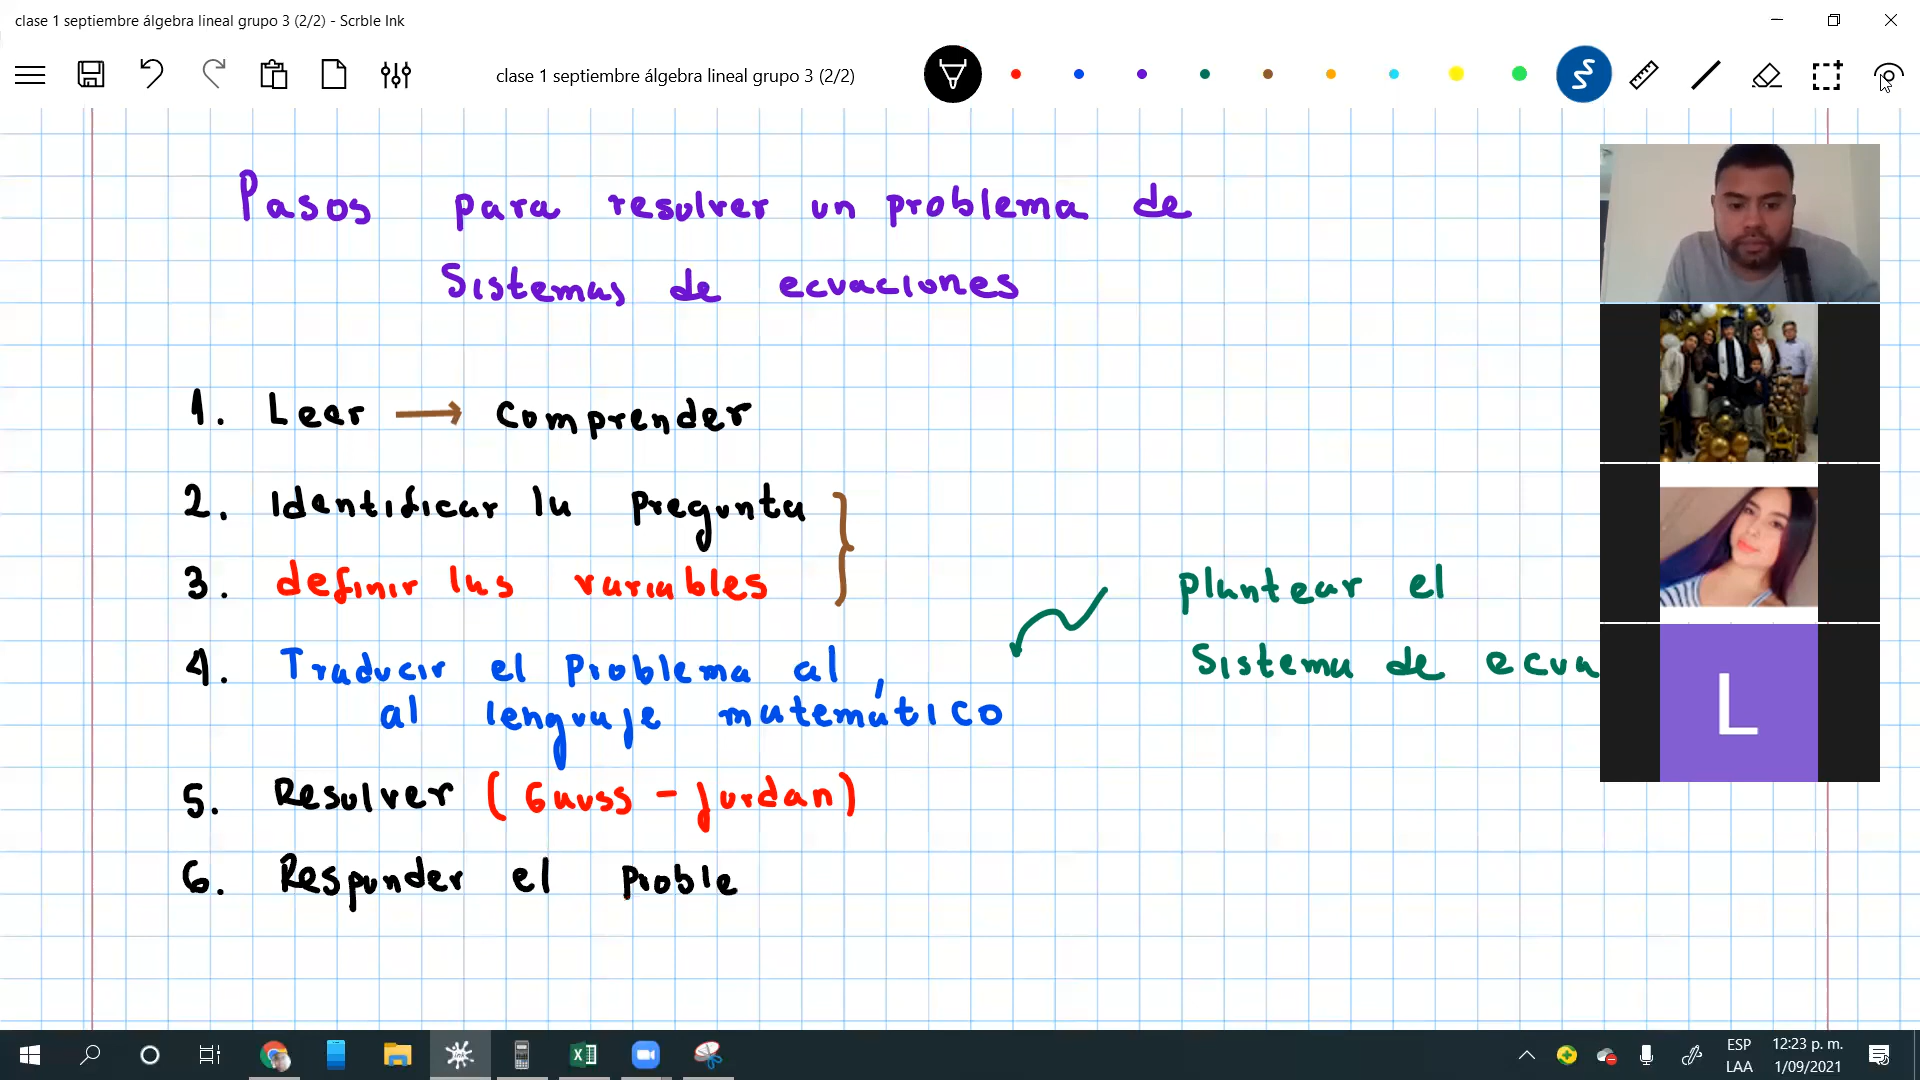 clase 1 septiembre álgebra lineal grupo 3 (2/2) - Scrble Ink
clase 1 septiembre álgebra lineal grupo 3 (2/2)
Pasos para resolver un problema de
Sistemas de ecuaciones
1. Leer → Comprender
2. Identificar la pregunta
3. definir las variables
plantear el
Sistema de ecua
4. Traducir el problema al
al lenguaje matemático
5. Resolver (Gauss - Jordan)
6. Responder el proble
L
ESP
LAA
12:23 p. m.
1/09/2021